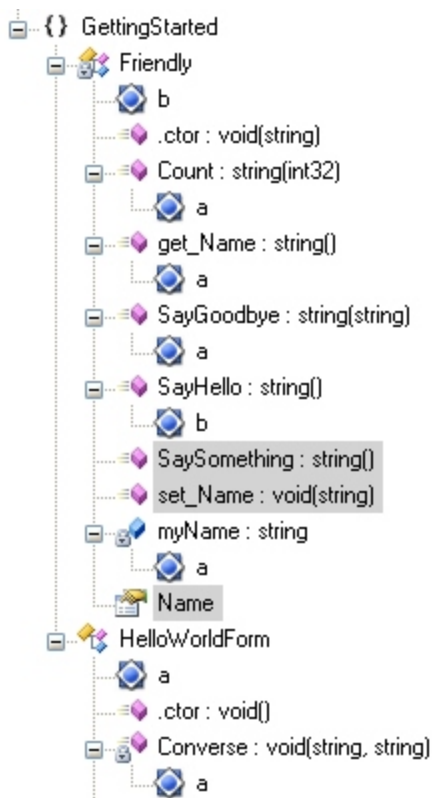 {} GettingStarted
Friendly
b
.ctor : void(string)
Count : string(int32)
a
get_Name : string()
a
SayGoodbye : string(string)
a
SayHello : string()
b
SaySomething : string()
set_Name : void(string)
myName : string
a
Name
HelloWorldForm
a
.ctor : void()
Converse : void(string, string)
a